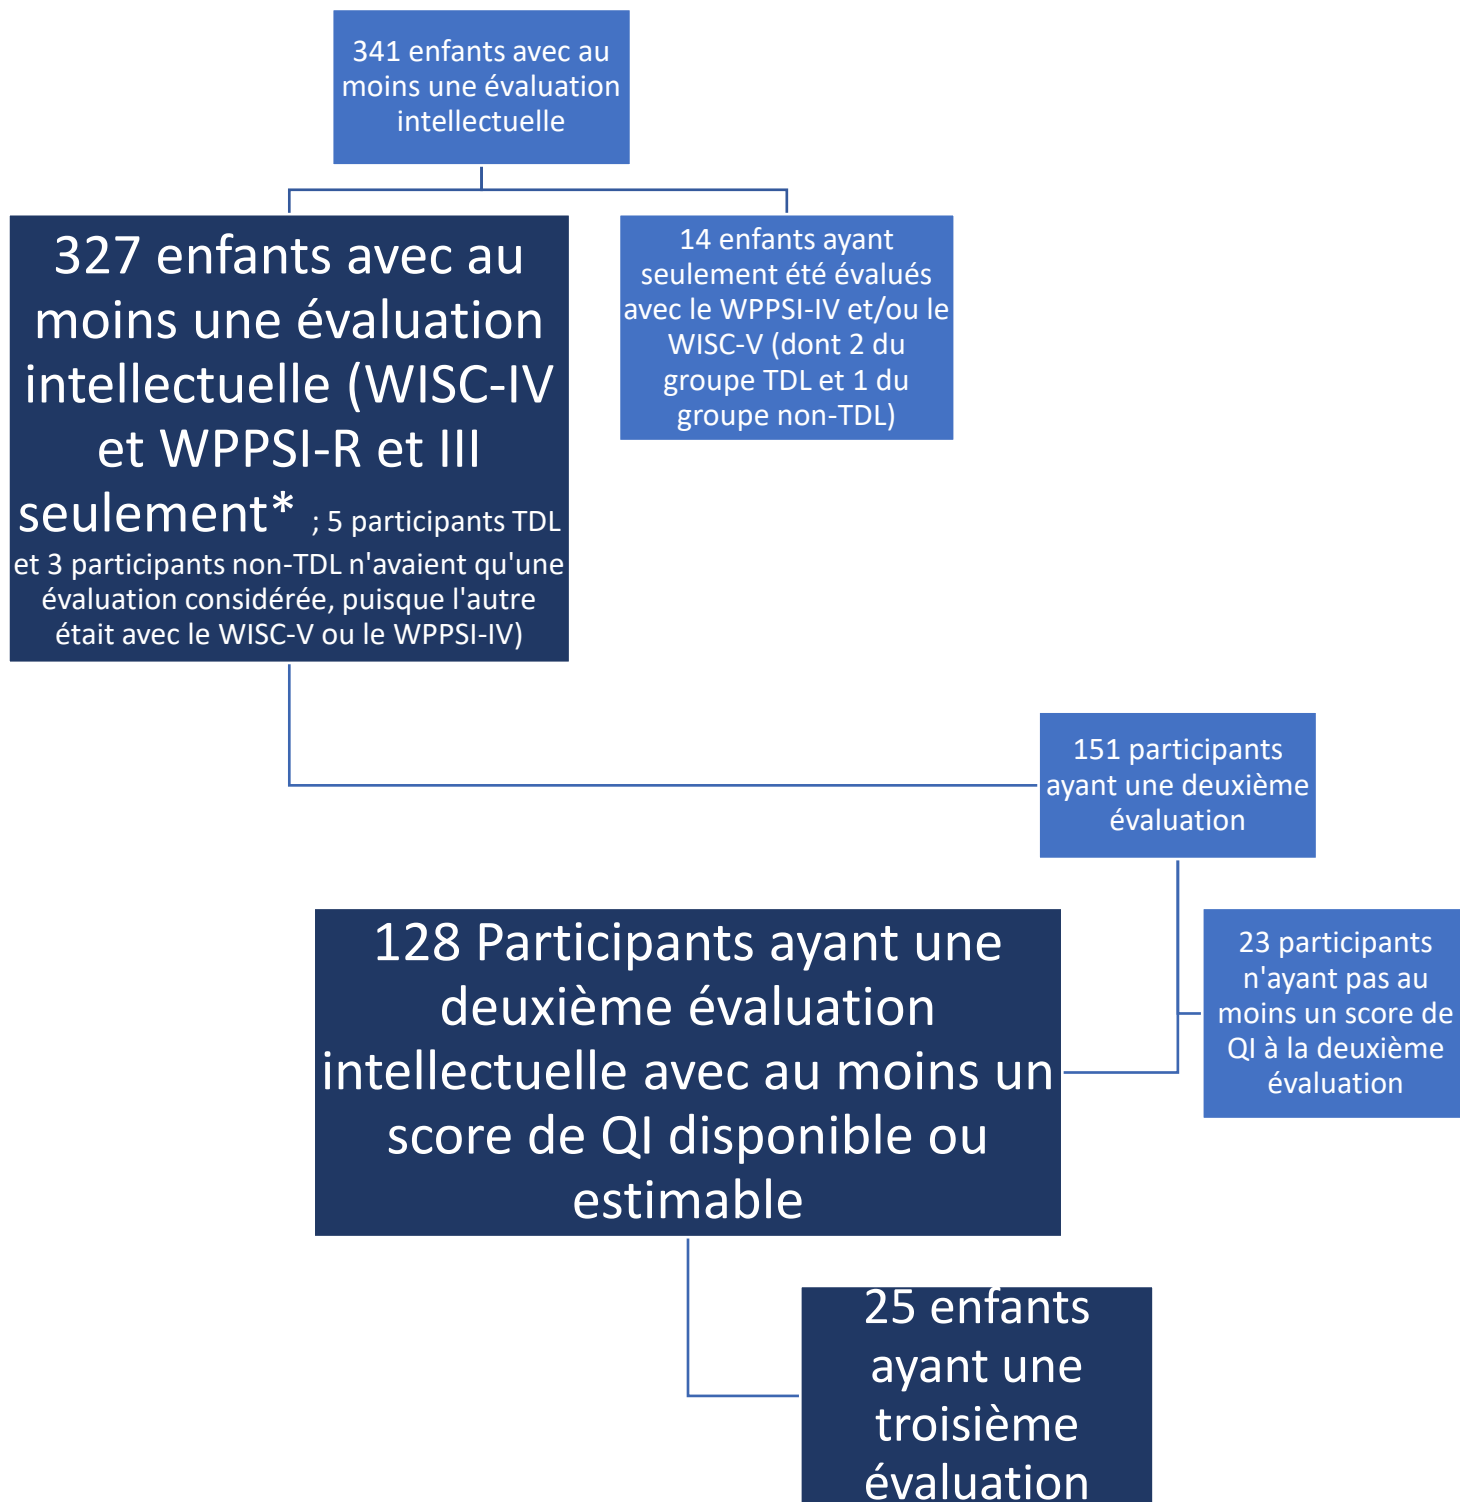 341 enfants avec au
moins une évaluation
intellectuelle
327 enfants avec au
moins une évaluation
intellectuelle (WISC-IV
et WPPSI-R et III
seulement* ; 5 participants TDL
et 3 participants non-TDL n'avaient qu'une
évaluation considérée, puisque l'autre
était avec le WISC-V ou le WPPSI-IV)
14 enfants ayant
seulement été évalués
avec le WPPSI-IV et/ou le
WISC-V (dont 2 du
groupe TDL et 1 du
groupe non-TDL)
151 participants
ayant une deuxième
évaluation
128 Participants ayant une
deuxième évaluation
intellectuelle avec au moins un
score de QI disponible ou
estimable
23 participants
n'ayant pas au
moins un score de
QI à la deuxième
évaluation
25 enfants
ayant une
troisième
évaluation